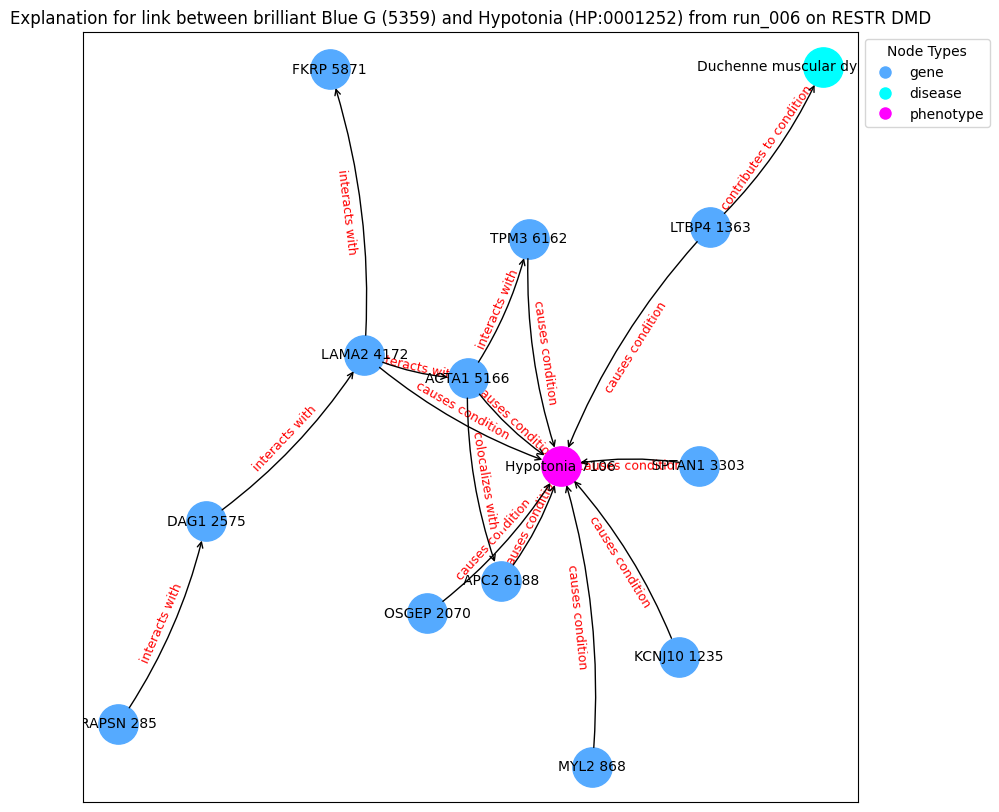 Explanation for link between brilliant Blue G (5359) and Hypotonia (HP:0001252) from run_006 on RESTR DMD
Node Types
gene
disease
phenotype
FKRP 5871
Duchenne muscular dy
contributes to condition
interacts with
TPM3 6162
LTBP4 1363
interacts with
causes condition
causes condition
LAMA2 4172
teracts with
ACTA1 5166
causes condition
causes condition
interacts with
colocalizes with
Hypotonia 7106
causes condition
SPTAN1 3303
DAG1 2575
causes condition
causes condition
causes condition
APC2 6188
OSGEP 2070
interacts with
causes condition
KCNJ10 1235
RAPSN 285
MYL2 868